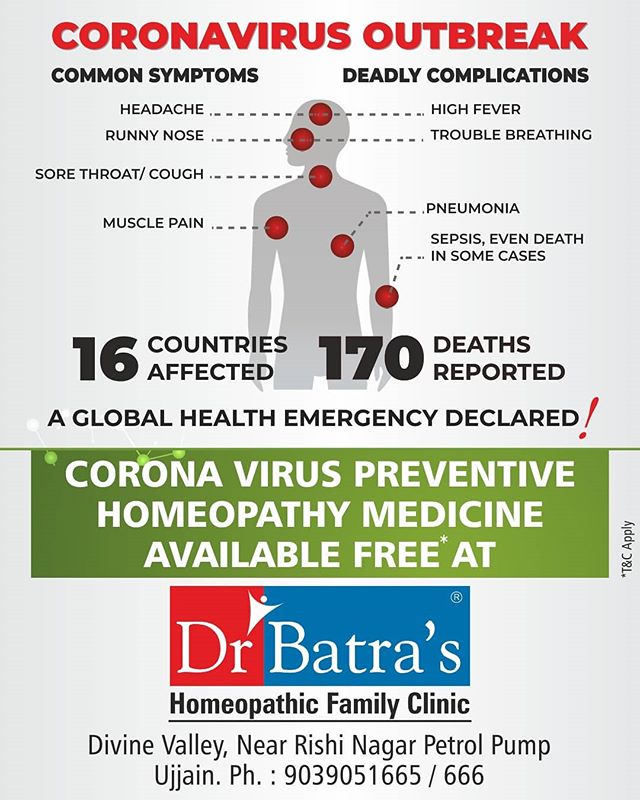 CORONAVIRUS OUTBREAK
COMMON SYMPTOMS
HEADACHE
RUNNY NOSE
SORE THROAT/ COUGH
MUSCLE PAIN
DEADLY COMPLICATIONS
HIGH FEVER
TROUBLE BREATHING
PNEUMONIA
SEPSIS, EVEN DEATH
IN SOME CASES
16 COUNTRIES
AFFECTED
170 DEATHS
REPORTED
A GLOBAL HEALTH EMERGENCY DECLARED!
CORONA VIRUS PREVENTIVE
HOMEOPATHY MEDICINE
AVAILABLE FREE* AT
*T&C Apply
Dr Batra's®
Homeopathic Family Clinic
Divine Valley, Near Rishi Nagar Petrol Pump
Ujjain. Ph. : 9039051665 / 666